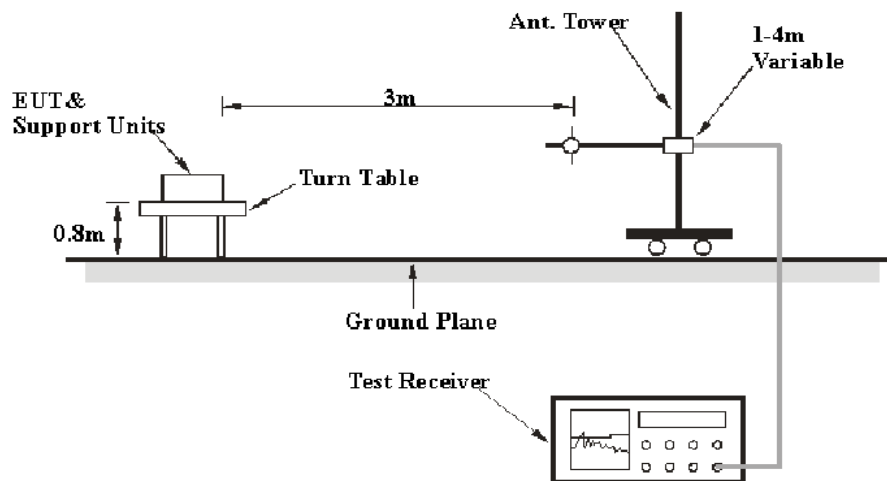 Ant. Tower
1-4m
Variable
3m
EUT&
Support Units
Turn Table
0.8m
Ground Plane
Test Receiver